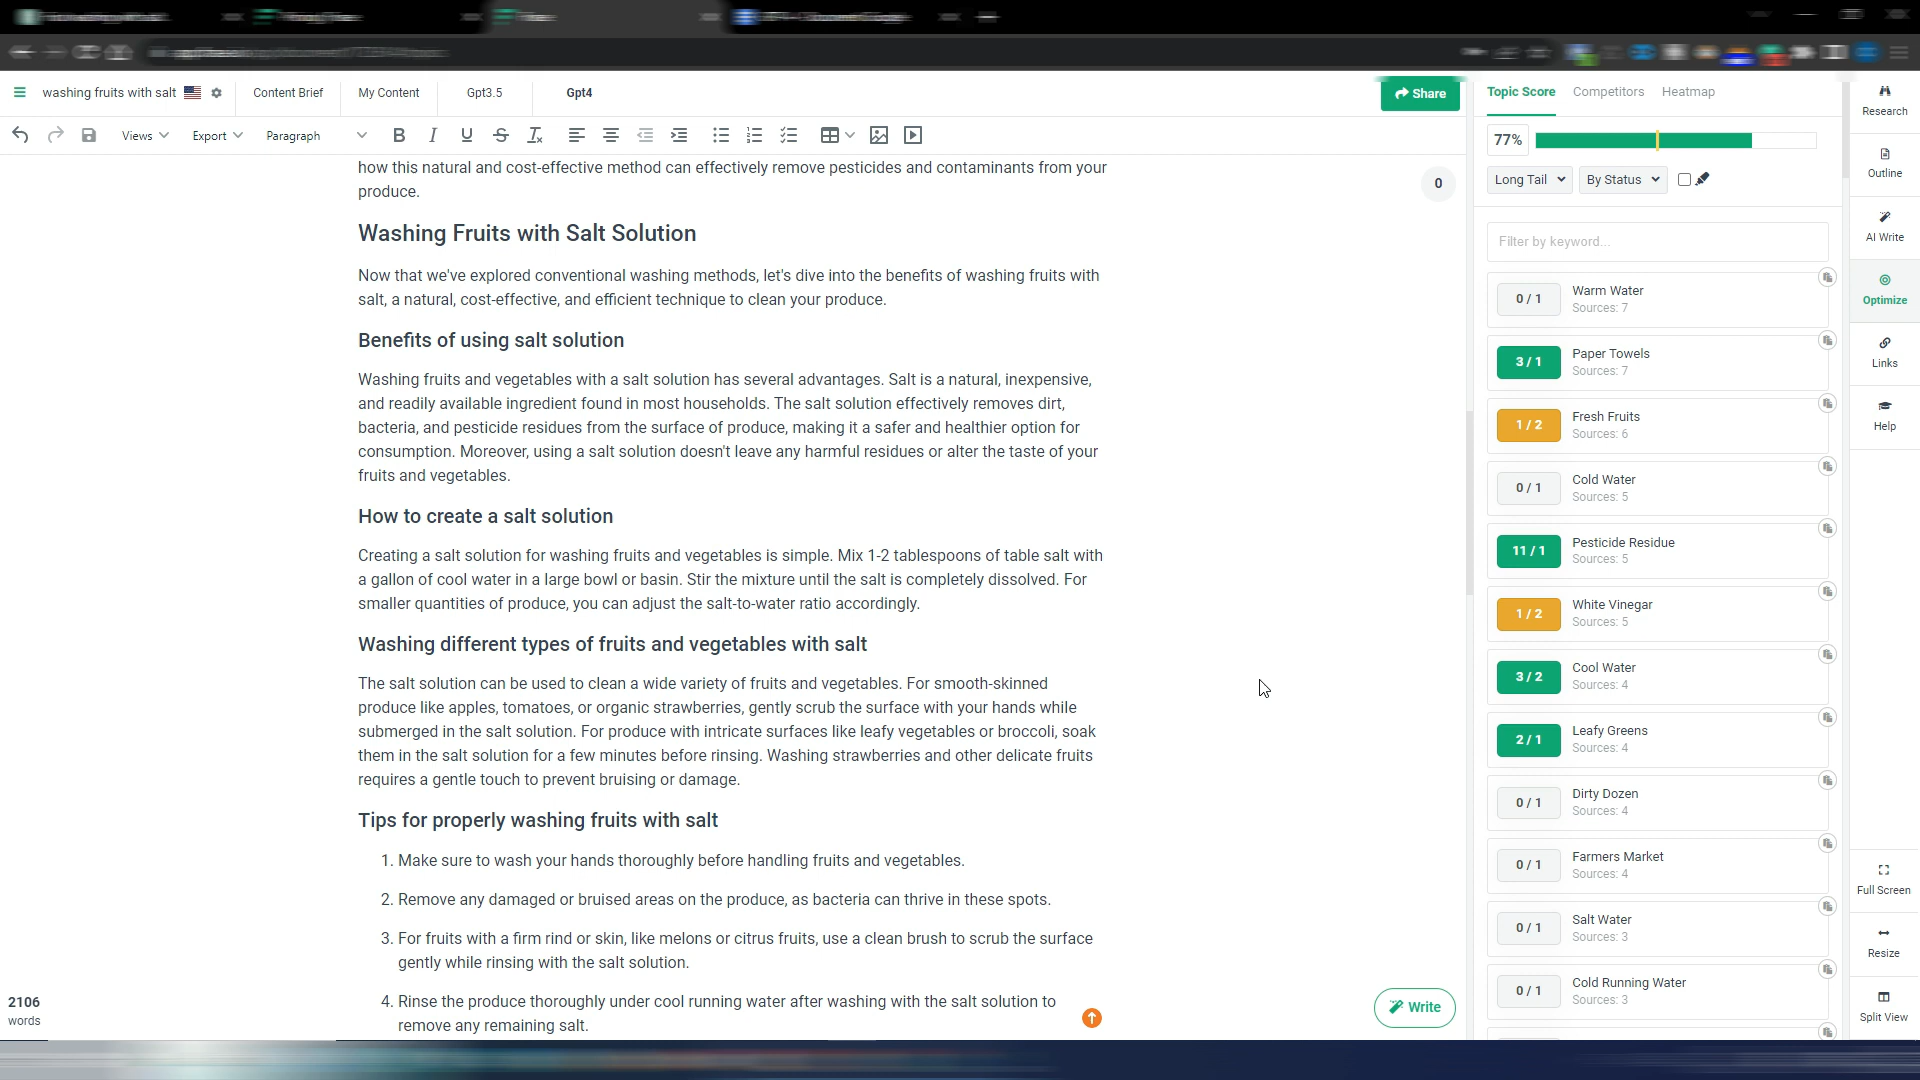 washing fruits with salt
Content Brief
My Content
Gpt3.5
Gpt4
Share
Views
Export
Paragraph
how this natural and cost-effective method can effectively remove pesticides and contaminants from your
produce.
0
Washing Fruits with Salt Solution
Now that we've explored conventional washing methods, let's dive into the benefits of washing fruits with
salt, a natural, cost-effective, and efficient technique to clean your produce.
Benefits of using salt solution
Washing fruits and vegetables with a salt solution has several advantages. Salt is a natural, inexpensive,
and readily available ingredient found in most households. The salt solution effectively removes dirt,
bacteria, and pesticide residues from the surface of produce, making it a safer and healthier option for
consumption. Moreover, using a salt solution doesn't leave any harmful residues or alter the taste of your
fruits and vegetables.
How to create a salt solution
Creating a salt solution for washing fruits and vegetables is simple. Mix 1-2 tablespoons of table salt with
a gallon of cool water in a large bowl or basin. Stir the mixture until the salt is completely dissolved. For
smaller quantities of produce, you can adjust the salt-to-water ratio accordingly.
Washing different types of fruits and vegetables with salt
The salt solution can be used to clean a wide variety of fruits and vegetables. For smooth-skinned
produce like apples, tomatoes, or organic strawberries, gently scrub the surface with your hands while
submerged in the salt solution. For produce with intricate surfaces like leafy vegetables or broccoli, soak
them in the salt solution for a few minutes before rinsing. Washing strawberries and other delicate fruits
requires a gentle touch to prevent bruising or damage.
Tips for properly washing fruits with salt
1. Make sure to wash your hands thoroughly before handling fruits and vegetables.
2. Remove any damaged or bruised areas on the produce, as bacteria can thrive in these spots.
3. For fruits with a firm rind or skin, like melons or citrus fruits, use a clean brush to scrub the surface
gently while rinsing with the salt solution.
4. Rinse the produce thoroughly under cool running water after washing with the salt solution to
remove any remaining salt.
2106
words
Write
Topic Score
Competitors
Heatmap
77%
Long Tail
By Status
Filter by keyword...
0 / 1
Warm Water
Sources: 7
3 / 1
Paper Towels
Sources: 7
1 / 2
Fresh Fruits
Sources: 6
0 / 1
Cold Water
Sources: 5
11 / 1
Pesticide Residue
Sources: 5
1 / 2
White Vinegar
Sources: 5
3 / 2
Cool Water
Sources: 4
2 / 1
Leafy Greens
Sources: 4
0 / 1
Dirty Dozen
Sources: 4
0 / 1
Farmers Market
Sources: 4
0 / 1
Salt Water
Sources: 3
0 / 1
Cold Running Water
Sources: 3
Research
Outline
AI Write
Optimize
Links
Help
Full Screen
Resize
Split View